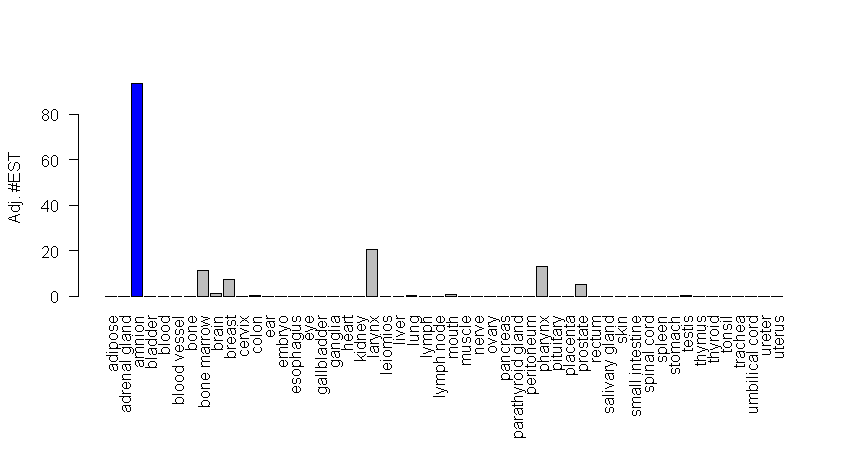 Adj. #EST
80
60
40
20
0
adipose
adrenal gland
amnion
bladder
blood
blood vessel
bone
bone marrow
brain
breast
cervix
colon
ear
embryo
esophagus
eye
gallbladder
ganglia
heart
kidney
larynx
leiomios
liver
lung
lymph
lymph node
mouth
muscle
nerve
ovary
pancreas
parathyroid gland
peritoneum
pharynx
pituitary
placenta
prostate
rectum
salivary gland
skin
small intestine
spinal cord
spleen
stomach
testis
thymus
thyroid
tonsil
trachea
umbilical cord
ureter
uterus